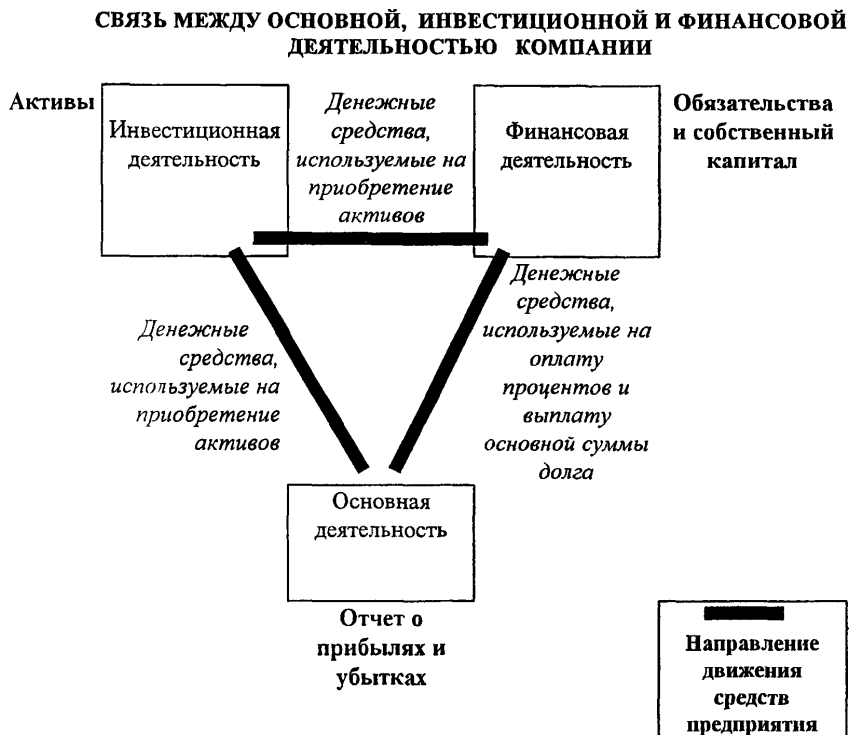 СВЯЗЬ МЕЖДУ ОСНОВНОЙ, ИНВЕСТИЦИОННОЙ И ФИНАНСОВОЙ
ДЕЯТЕЛЬНОСТЬЮ КОМПАНИИ
Активы
Инвестиционная
деятельность
Денежные
средства,
используемые на
приобретение
активов
Финансовая
деятельность
Обязательства
и собственный
капитал
Денежные
средства,
используемые на
приобретение
активов
Денежные
средства,
используемые на
оплату
процентов и
выплату
основной суммы
долга
Основная
деятельность
Отчет о
прибылях и
убытках
Направление
движения
средств
предприятия